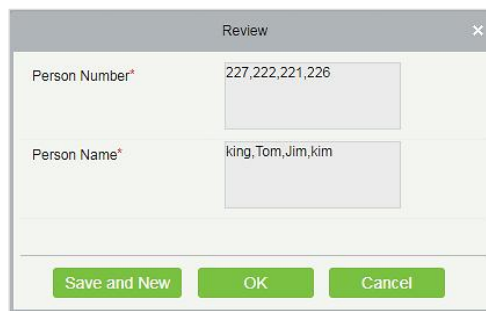 Review ×
Person Number* 227,222,221,226
Person Name* king,Tom,Jim,kim
Save and New OK Cancel